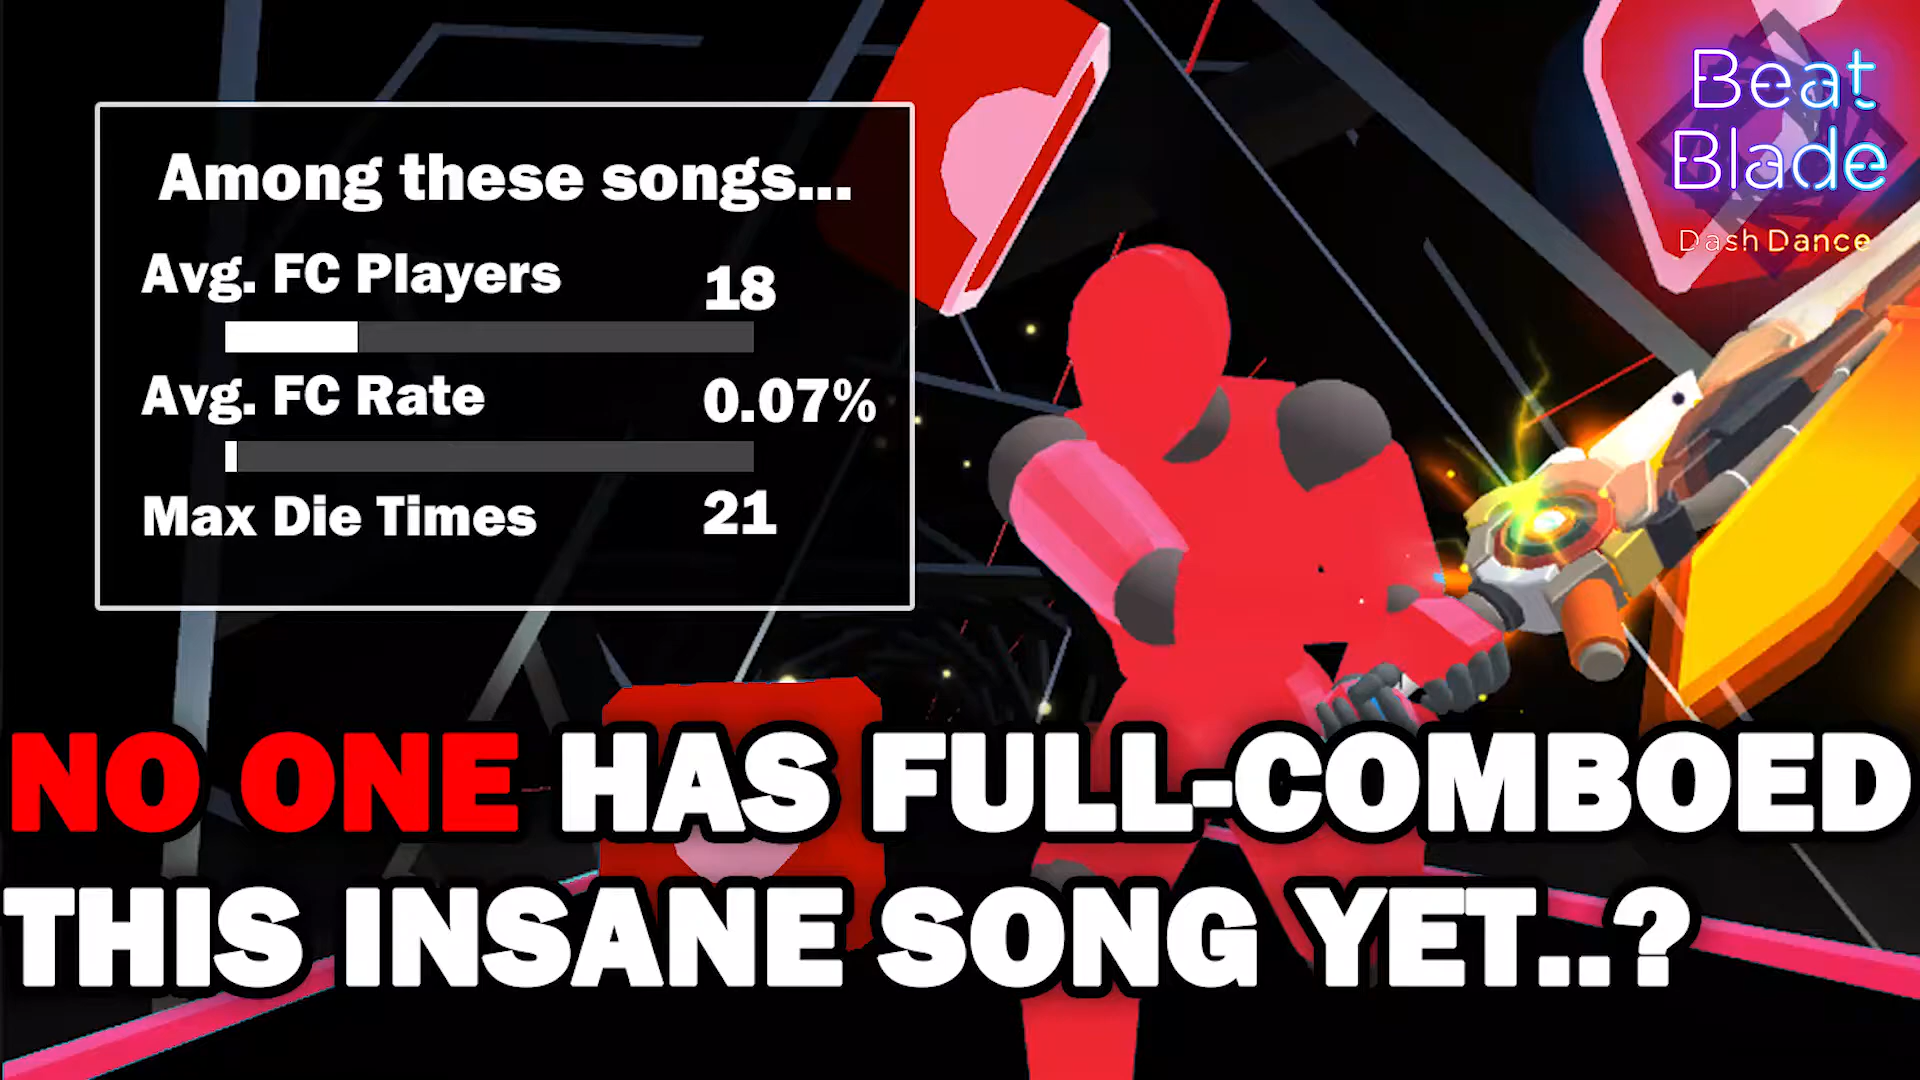 Among these songs...
Avg. FC Players 18
Avg. FC Rate 0.07%
Max Die Times 21
Beat
Blade
Dash Dance
NO ONE HAS FULL-COMBOED
THIS INSANE SONG YET..?